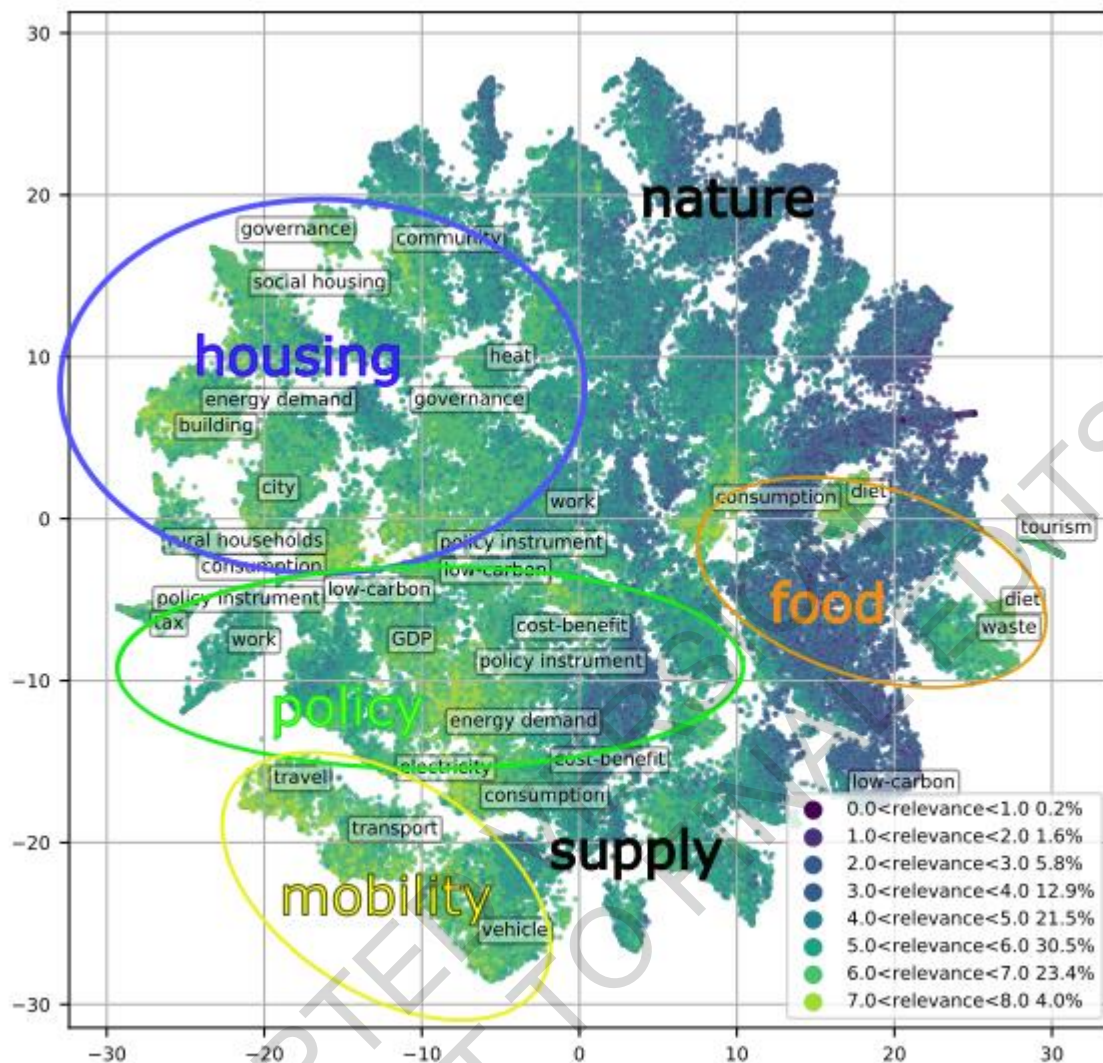 30
20
10
0
−10
−20
−30
nature
governance
community
social housing
housing
heat
energy demand
governance
building
city
work
consumption
diet
tourism
rural households
policy instrument
consumption
low-carbon
low-carbon
policy instrument
tax
food
diet
waste
work
GDP
cost-benefit
policy instrument
policy
energy demand
electricity
cost-benefit
travel
consumption
low-carbon
transport
supply
mobility
vehicle
0.0<relevance<1.0 0.2%
1.0<relevance<2.0 1.6%
2.0<relevance<3.0 5.8%
3.0<relevance<4.0 12.9%
4.0<relevance<5.0 21.5%
5.0<relevance<6.0 30.5%
6.0<relevance<7.0 23.4%
7.0<relevance<8.0 4.0%
−30 −20 −10 0 10 20 30